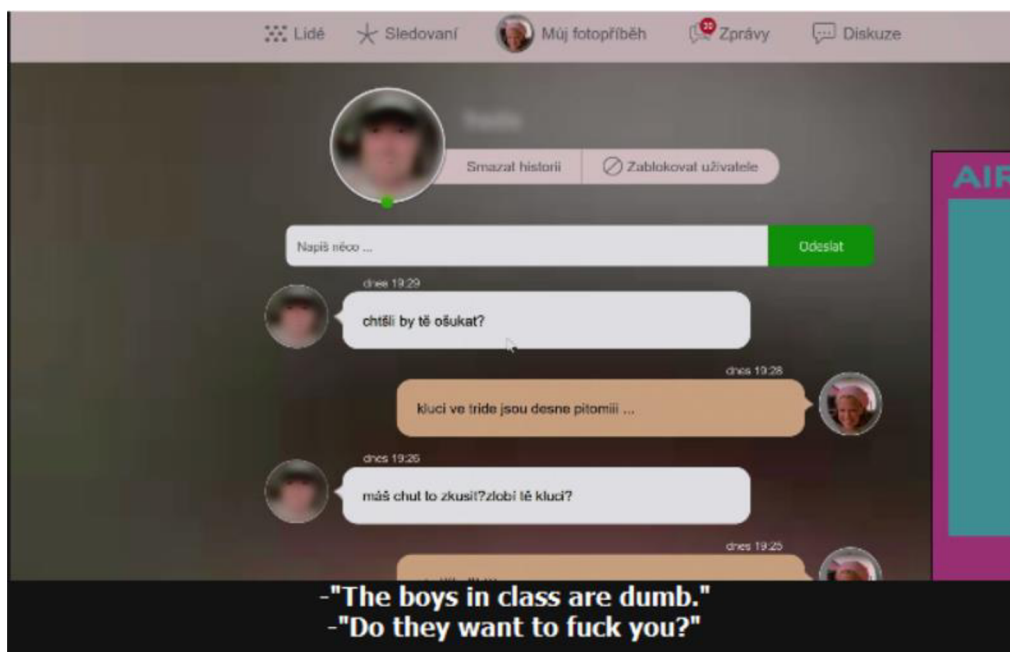 Lidé Sledovaní Můj fotopříběh 20 Zprávy Diskuze
Smazat historii Zablokovat uživatele
AIR
Napiš něco ... Odeslat
dnes 19:29
chtšli by tě ošukat?
dnes 19:28
kluci ve tride jsou desne pitomiii ...
dnes 19:26
máš chut to zkusit?zlobí tě kluci?
dnes 19:25
-"The boys in class are dumb."
-"Do they want to fuck you?"